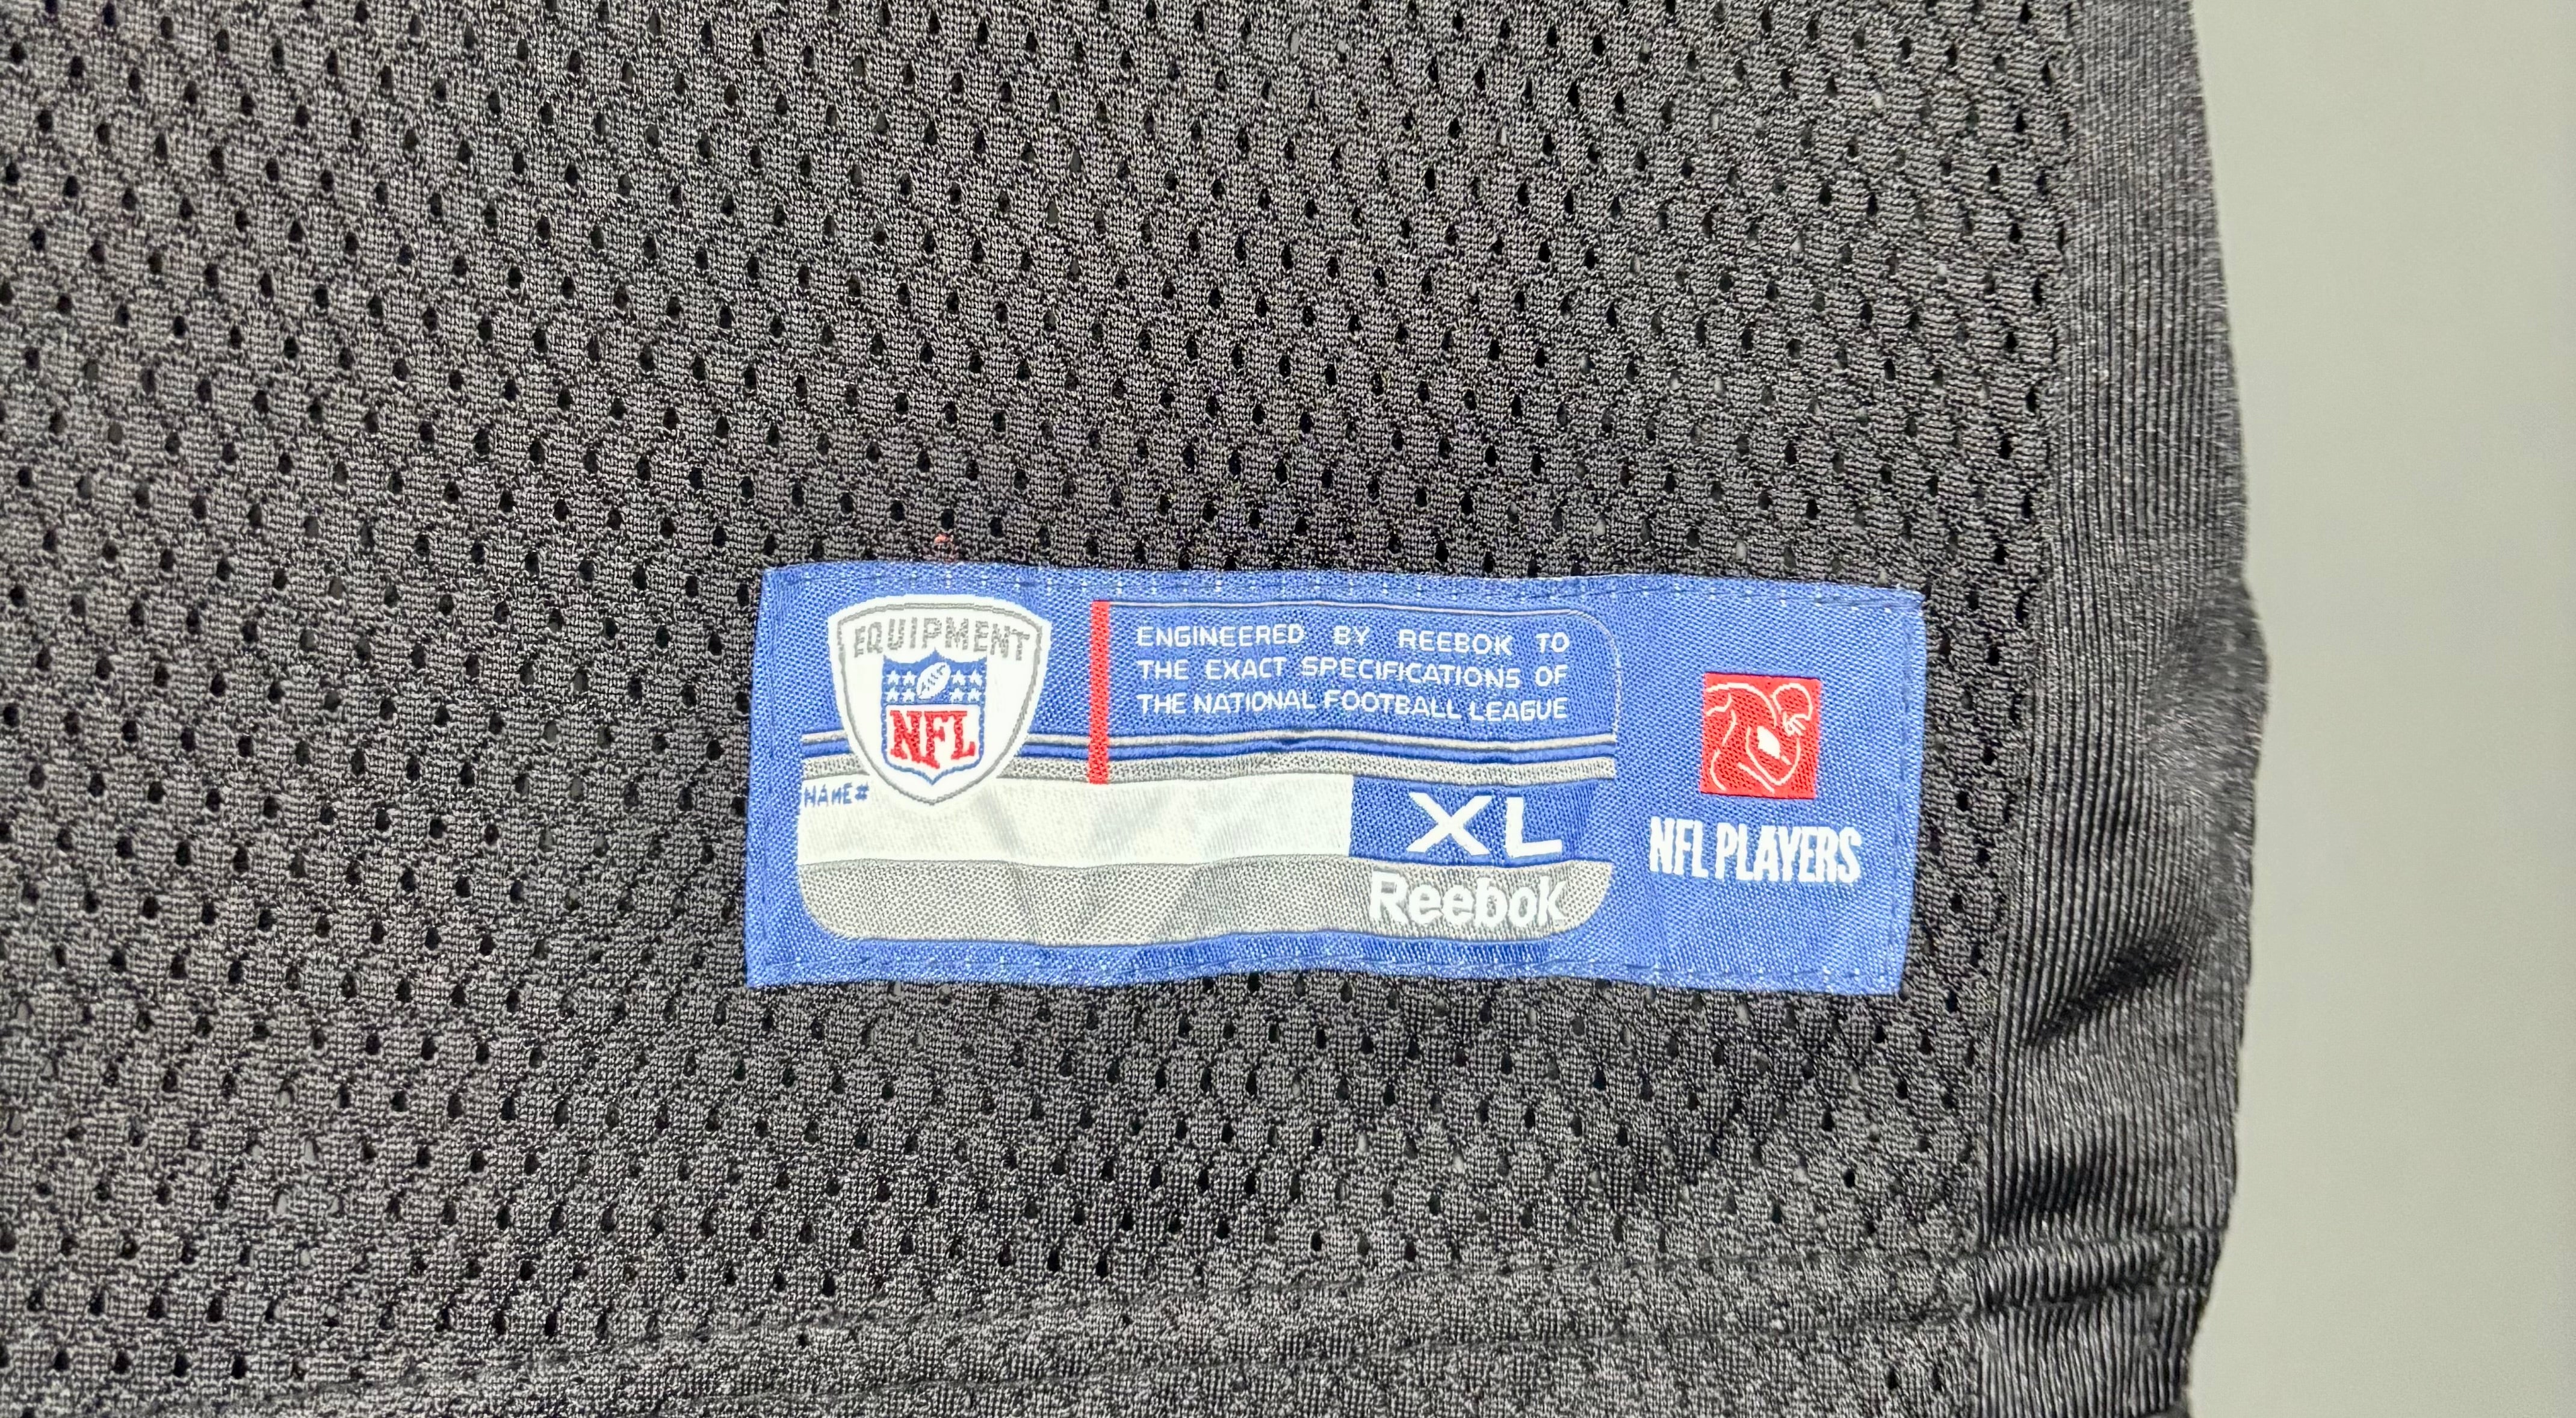 EQUIPMENT
NFL
ENGINEERED BY REEBOK TO
THE EXACT SPECIFICATIONS OF
THE NATIONAL FOOTBALL LEAGUE
NAME#
XL
Reebok
NFL PLAYERS